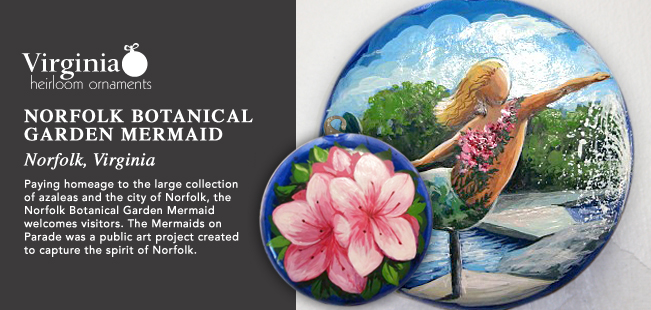 Virginia
heirloom ornaments
NORFOLK BOTANICAL
GARDEN MERMAID
Norfolk, Virginia
Paying homeage to the large collection
of azaleas and the city of Norfolk, the
Norfolk Botanical Garden Mermaid
welcomes visitors. The Mermaids on
Parade was a public art project created
to capture the spirit of Norfolk.